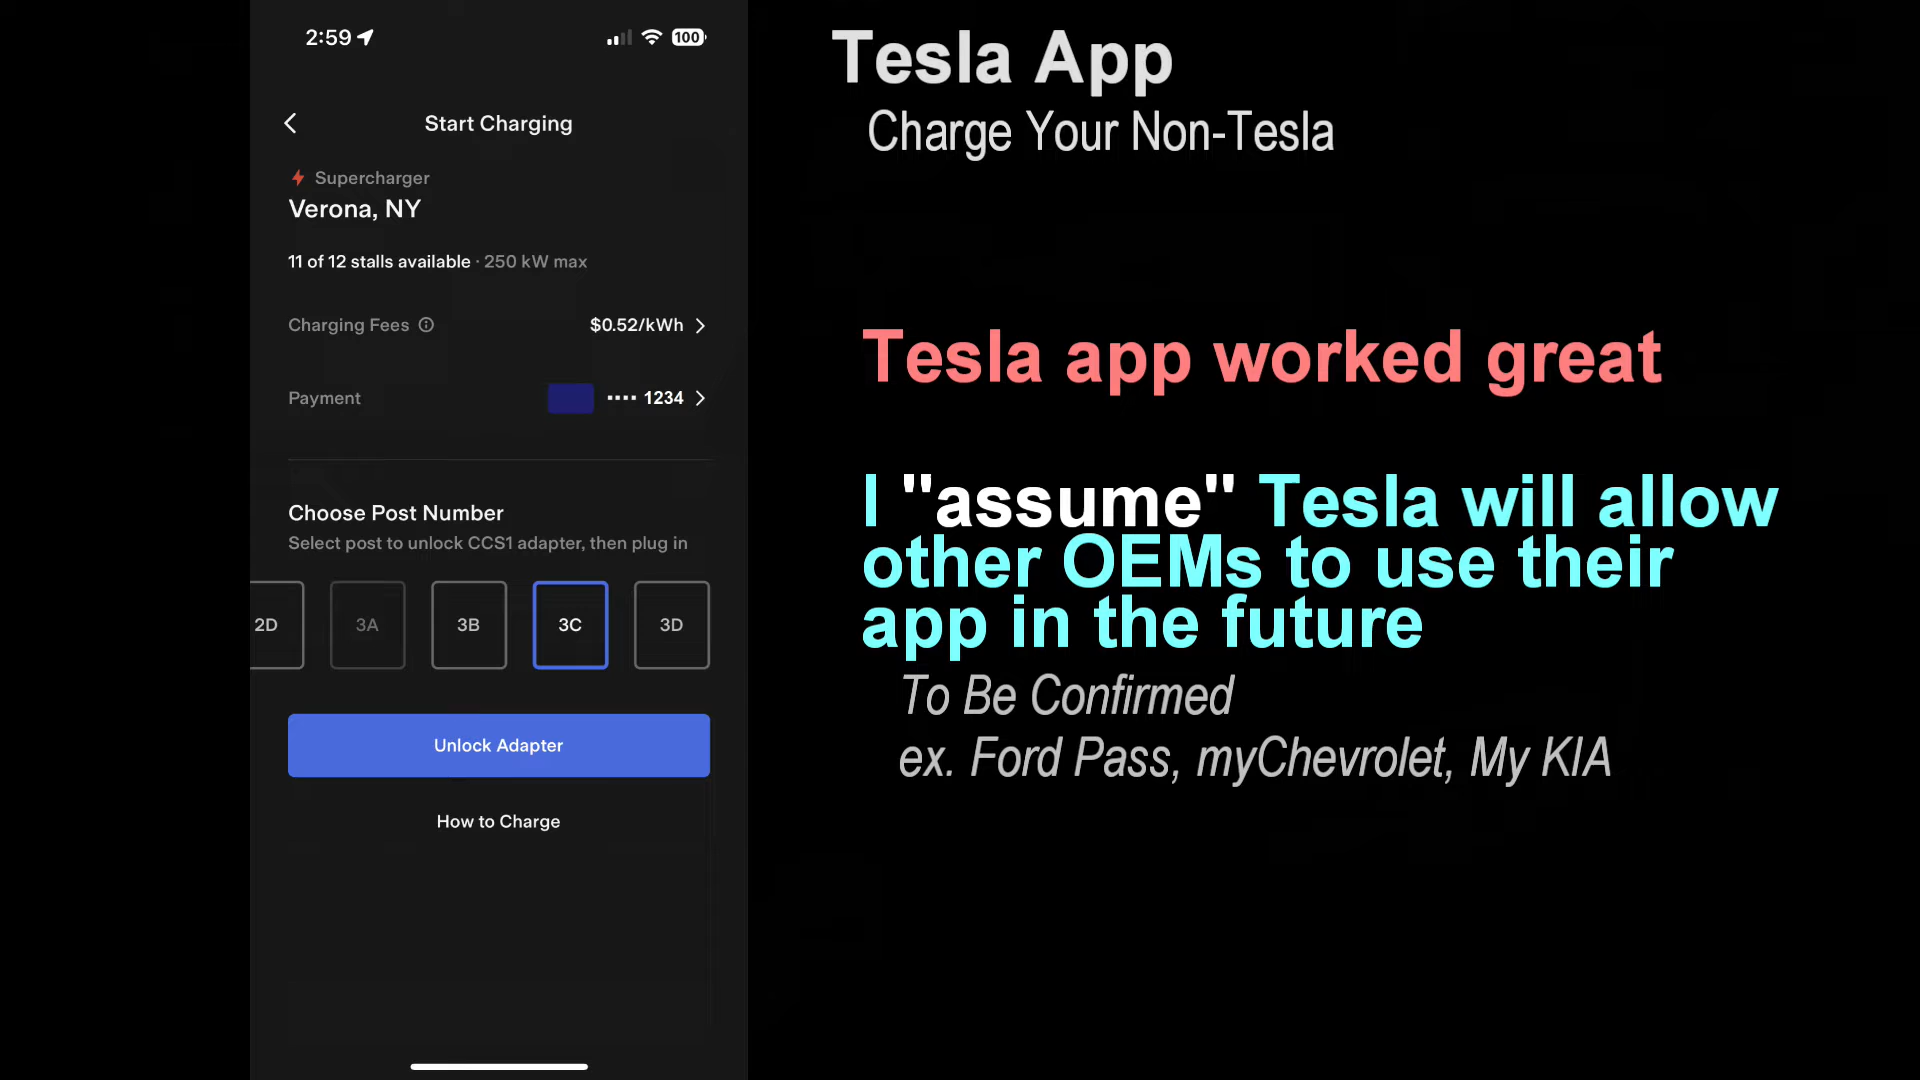 2:59
100
Start Charging
Supercharger
Verona, NY
11 of 12 stalls available · 250 kW max
Charging Fees $0.52/kWh
Payment •••• 1234
Choose Post Number
Select post to unlock CCS1 adapter, then plug in
2D 3A 3B 3C 3D
Unlock Adapter
How to Charge
Tesla App
Charge Your Non-Tesla
Tesla app worked great
I "assume" Tesla will allow
other OEMs to use their
app in the future
To Be Confirmed
ex. Ford Pass, myChevrolet, My KIA